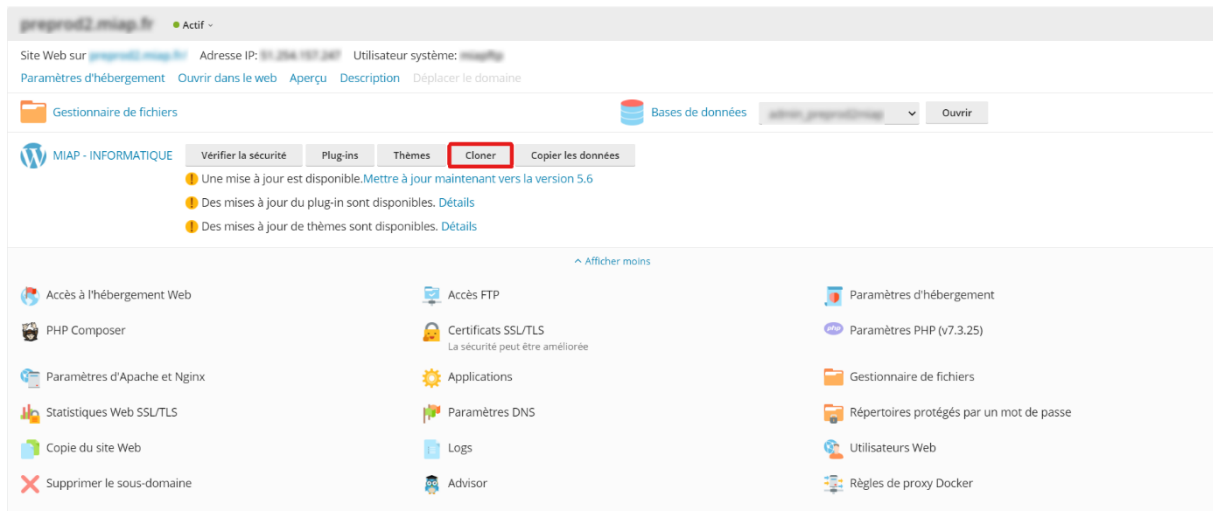 Actif
Site Web sur Adresse IP: Utilisateur système:
Paramètres d'hébergement Ouvrir dans le web Aperçu Description Déplacer le domaine
Gestionnaire de fichiers Bases de données Ouvrir
MIAP - INFORMATIQUE Vérifier la sécurité Plug-ins Thèmes Cloner Copier les données
Une mise à jour est disponible.Mettre à jour maintenant vers la version 5.6
Des mises à jour du plug-in sont disponibles. Détails
Des mises à jour de thèmes sont disponibles. Détails
Afficher moins
Accès à l'hébergement Web Accès FTP Paramètres d'hébergement
PHP Composer Certificats SSL/TLS php Paramètres PHP (v7.3.25)
La sécurité peut être améliorée
Paramètres d'Apache et Nginx Applications Gestionnaire de fichiers
Statistiques Web SSL/TLS Paramètres DNS Répertoires protégés par un mot de passe
Copie du site Web Logs Utilisateurs Web
Supprimer le sous-domaine Advisor Règles de proxy Docker